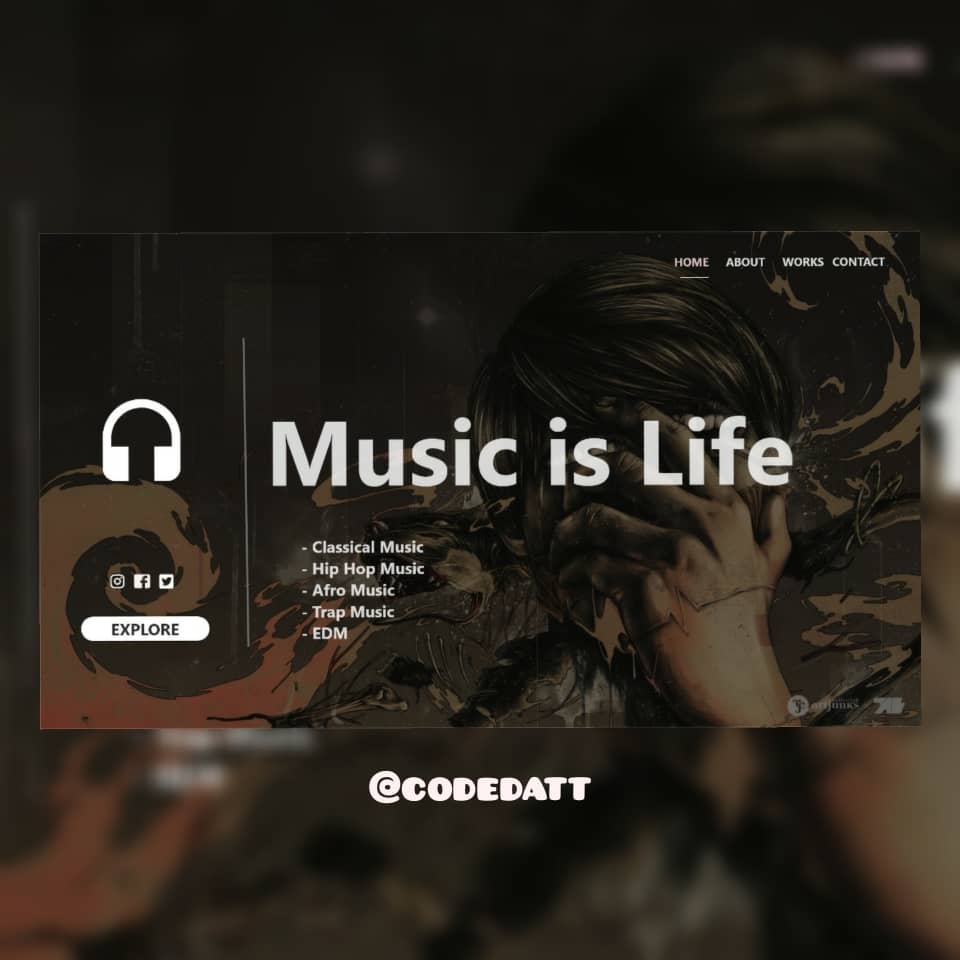 HOME ABOUT WORKS CONTACT
Music is Life
- Classical Music
- Hip Hop Music
- Afro Music
- Trap Music
- EDM
EXPLORE
artjunks
@CODEDATT